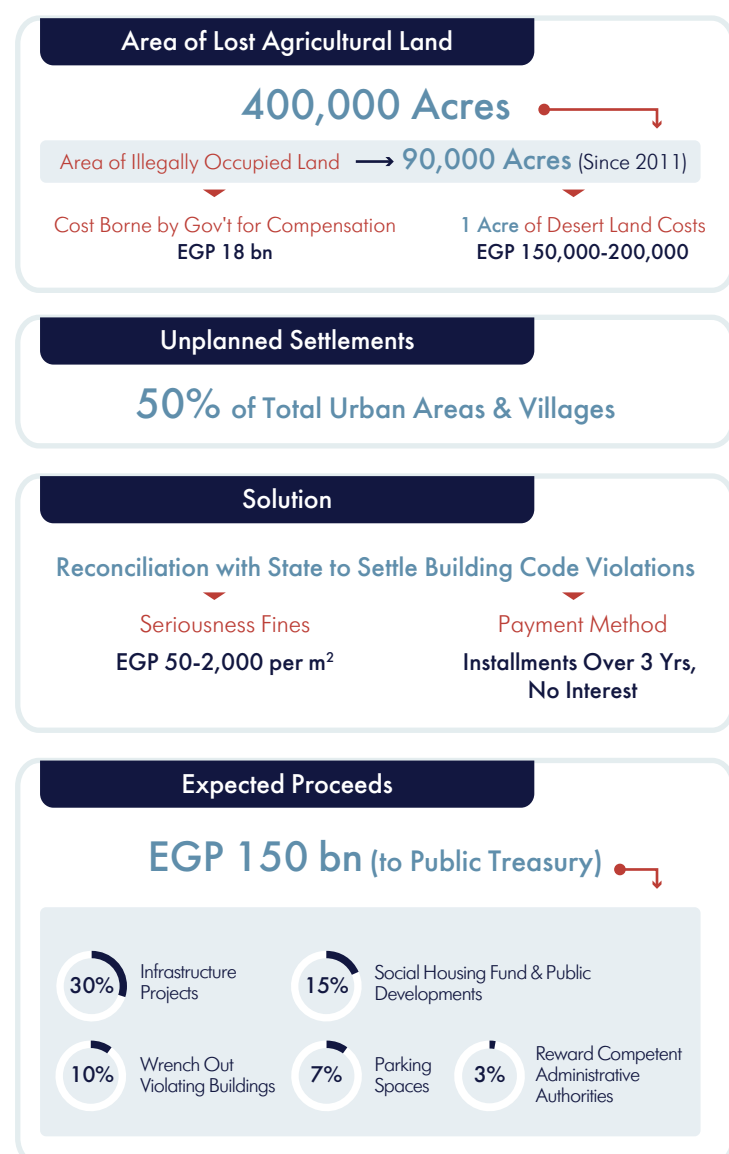 Area of Lost Agricultural Land
400,000 Acres
Area of Illegally Occupied Land → 90,000 Acres (Since 2011)
Cost Borne by Gov't for Compensation
EGP 18 bn
1 Acre of Desert Land Costs
EGP 150,000-200,000
Unplanned Settlements
50% of Total Urban Areas & Villages
Solution
Reconciliation with State to Settle Building Code Violations
Seriousness Fines
EGP 50-2,000 per m²
Payment Method
Installments Over 3 Yrs,
No Interest
Expected Proceeds
EGP 150 bn (to Public Treasury)
30%
Infrastructure
Projects
15%
Social Housing Fund & Public
Developments
10%
Wrench Out
Violating Buildings
7%
Parking
Spaces
3%
Reward Competent
Administrative
Authorities